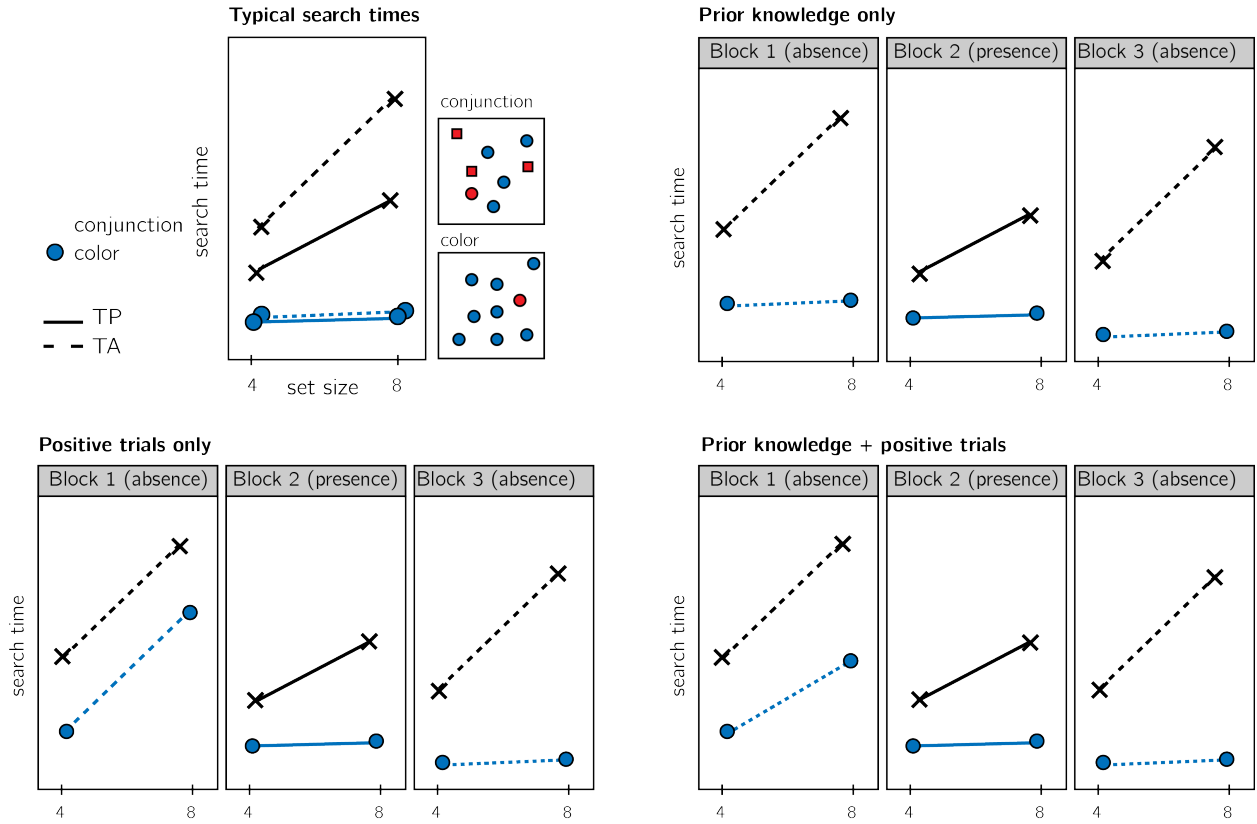 Typical search times
conjunction
color
TP
TA
search time
4
8
set size
conjunction
color
Prior knowledge only
Block 1 (absence)
Block 2 (presence)
Block 3 (absence)
search time
4
8
4
8
4
8
Positive trials only
Block 1 (absence)
Block 2 (presence)
Block 3 (absence)
search time
4
8
4
8
4
8
Prior knowledge + positive trials
Block 1 (absence)
Block 2 (presence)
Block 3 (absence)
search time
4
8
4
8
4
8